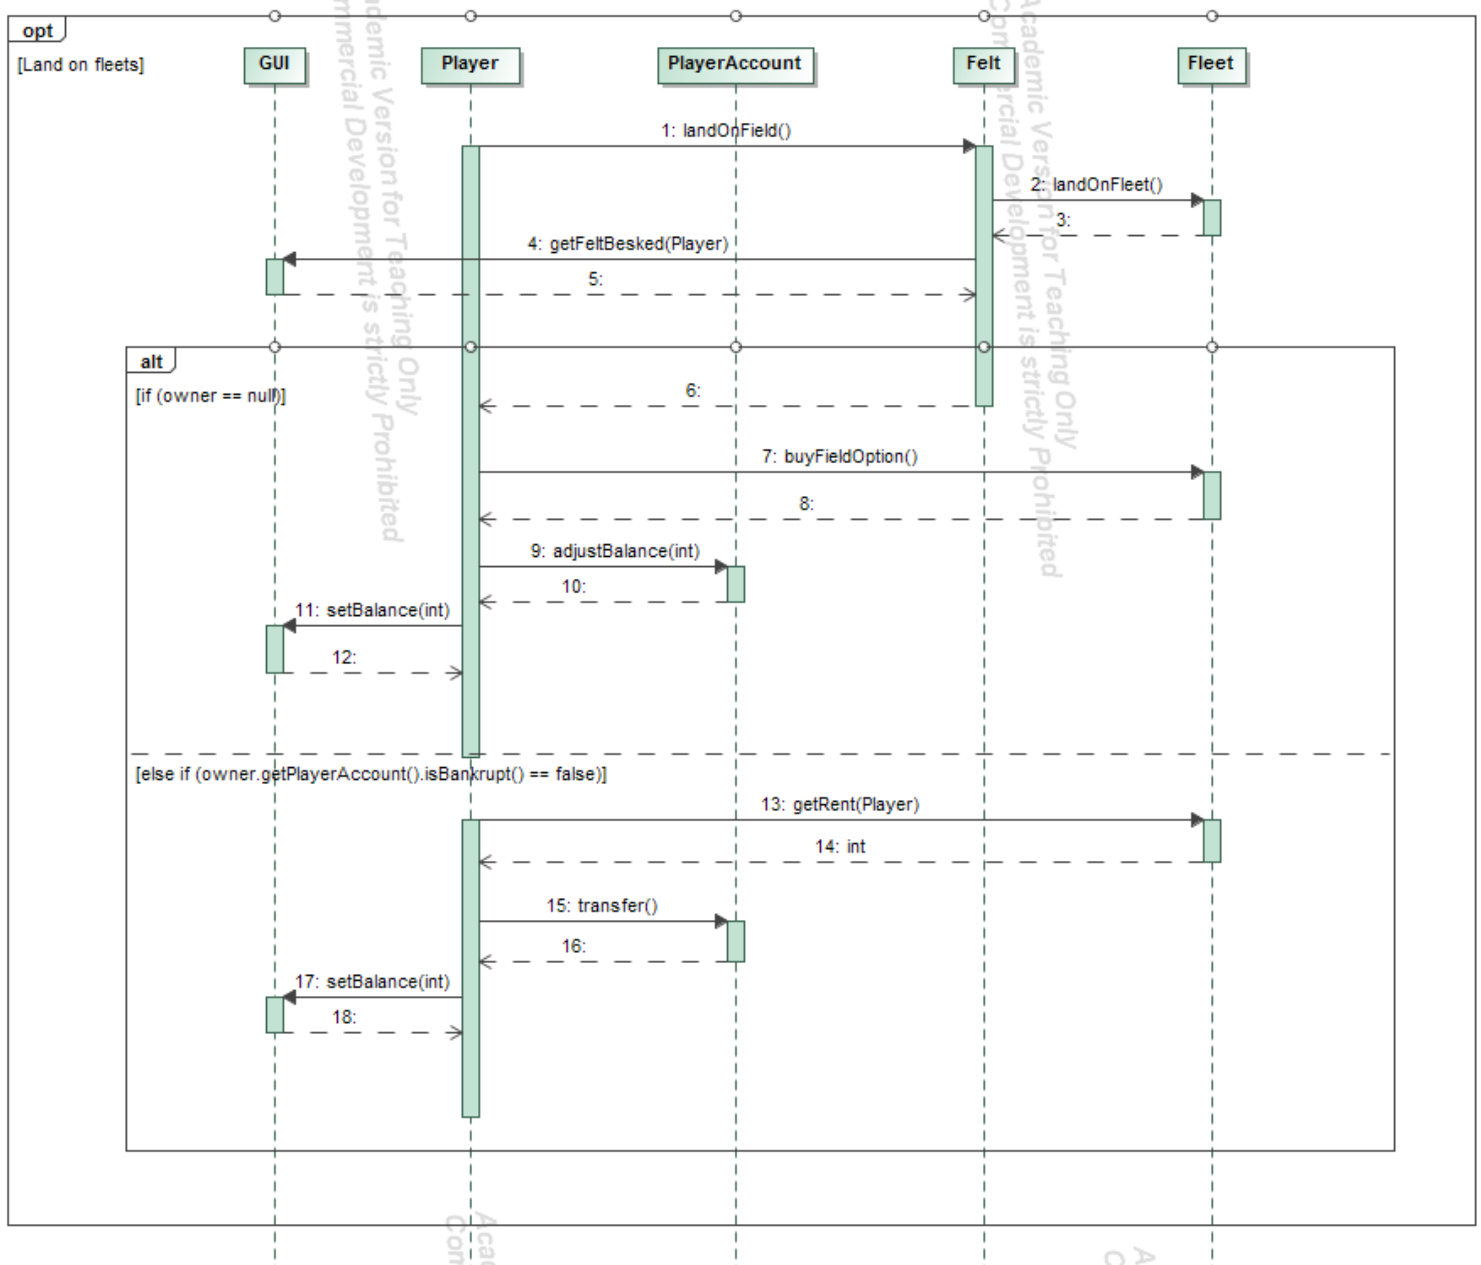 opt
[Land on fleets]
GUI
Player
PlayerAccount
Felt
Fleet
1: landOnField()
2: landOnFleet()
3:
4: getFeltBesked(Player)
5:
alt
[if (owner == null)]
6:
7: buyFieldOption()
8:
9: adjustBalance(int)
10:
11: setBalance(int)
12:
[else if (owner.getPlayerAccount().isBankrupt() == false)]
13: getRent(Player)
14: int
15: transfer()
16:
17: setBalance(int)
18:
Version for Teaching Only
Development is strictly Prohibited
Academic Version for Teaching Only
Development is strictly Prohibited